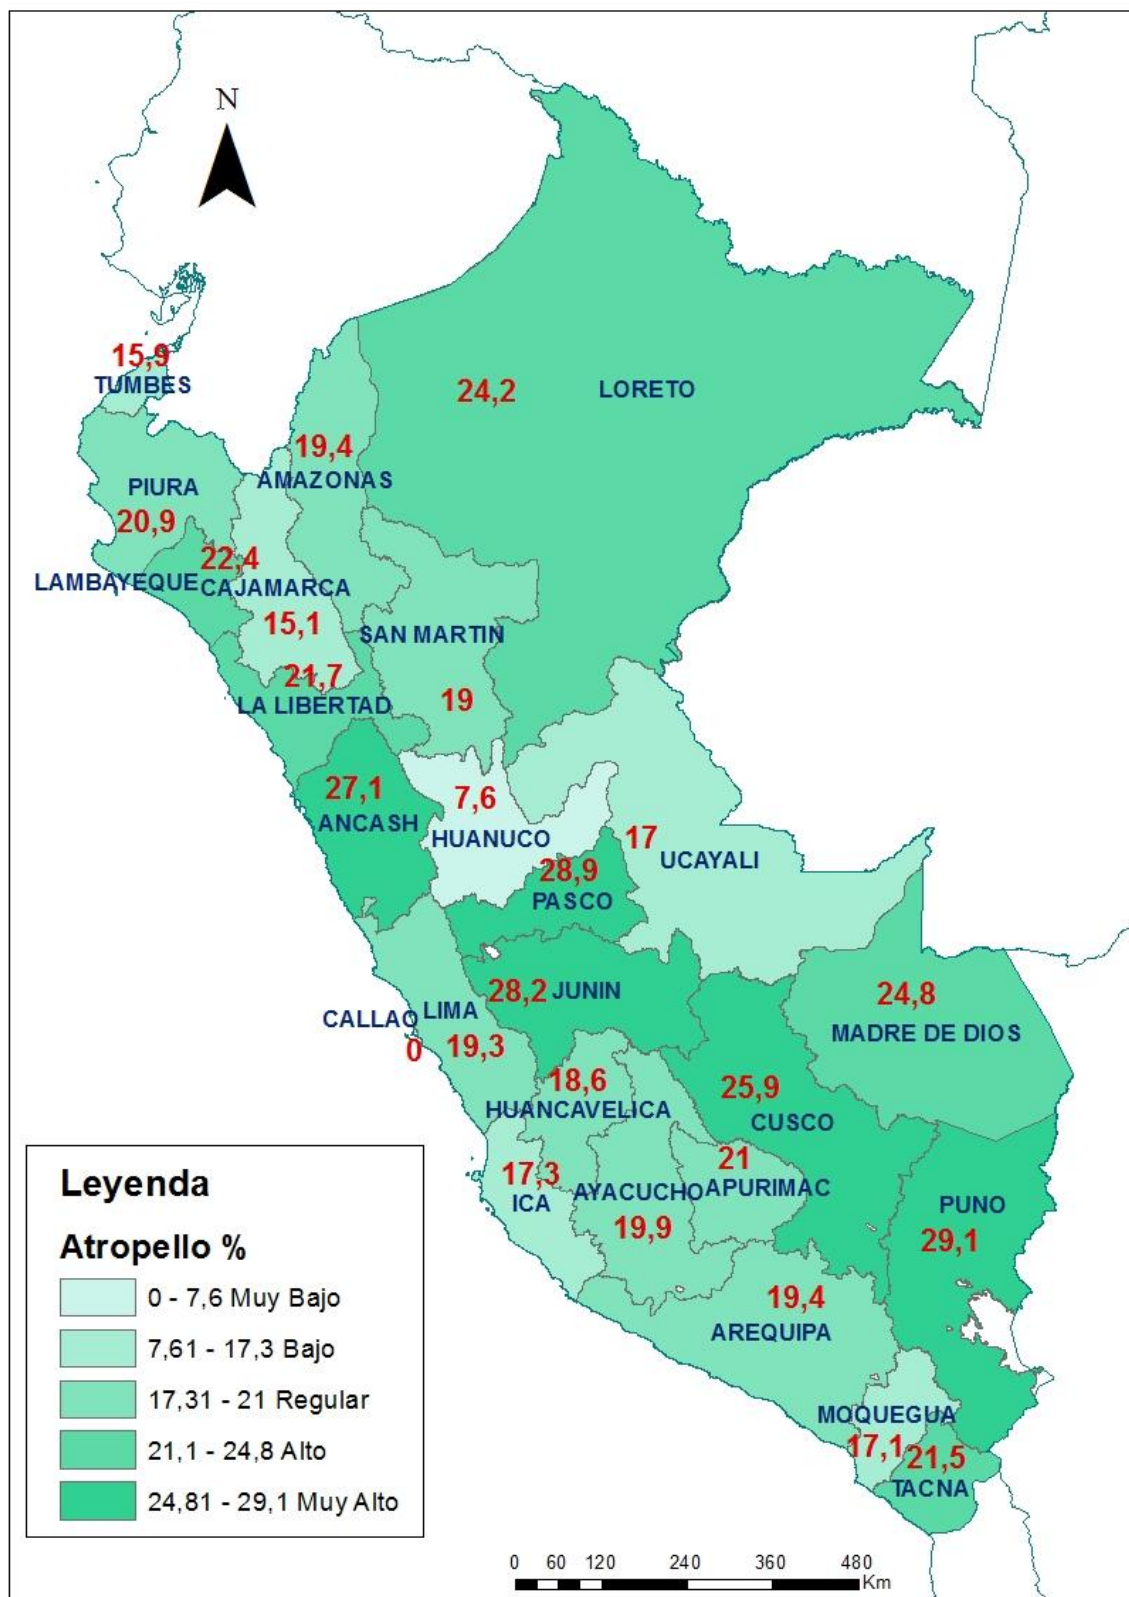 N
15,9
TUMBES
24,2
LORETO
19,4
AMAZONAS
PIURA
20,9
22,4
LAMBAYEQUE
CAJAMARCA
15,1
SAN MARTIN
21,7
19
LA LIBERTAD
27,1
ANCASH
7,6
HUANUCO
17
UCAYALI
28,9
PASCO
28,2
JUNIN
24,8
MADRE DE DIOS
CALLAO
LIMA
0
19,3
18,6
HUANCAVELICA
25,9
CUSCO
17,3
ICA
AYACUCHO
19,9
21
APURIMAC
PUNO
29,1
19,4
AREQUIPA
MOQUEGUA
17,1
21,5
TACNA
Leyenda
Atropello %
0 - 7,6 Muy Bajo
7,61 - 17,3 Bajo
17,31 - 21 Regular
21,1 - 24,8 Alto
24,81 - 29,1 Muy Alto
0 60 120 240 360 480
Km